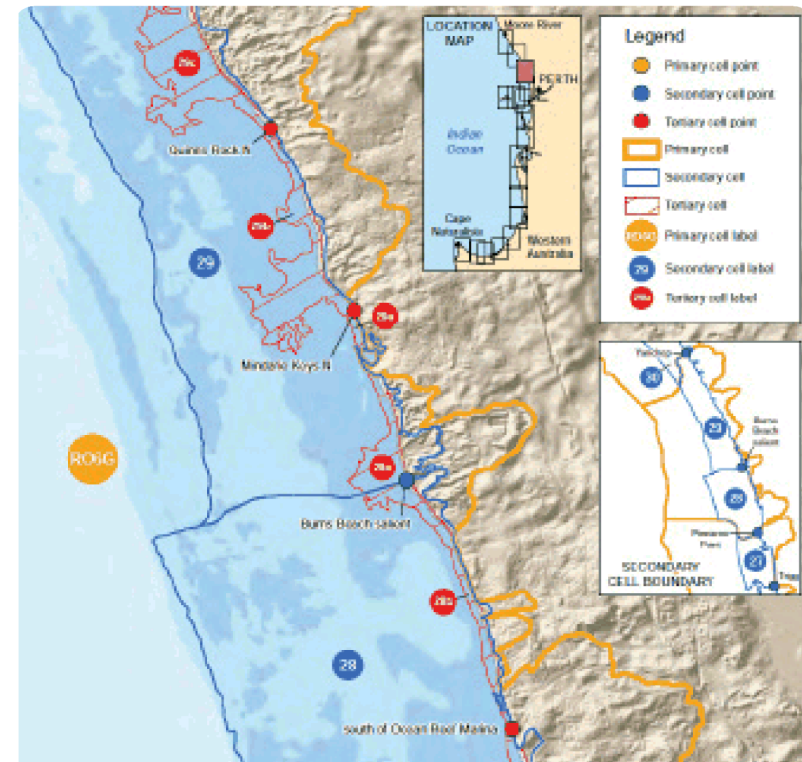 LOCATION
MAP
Moore River
PERTH
Indian
Ocean
Cape
Naturaliste
Western
Australia
Legend
Primary cell point
Secondary cell point
Tertiary cell point
Primary cell
Secondary cell
Tertiary cell
RO6G
Primary cell label
29
Secondary cell label
Tertiary cell label
Quinns Rock N
29
Mindarie Keys N
RO6G
Burns Beach salient
28
south of Ocean Reef Marina
Yanchep
30
29
Burns
Beach
salient
28
Pinnaroo
Point
27
SECONDARY
CELL BOUNDARY